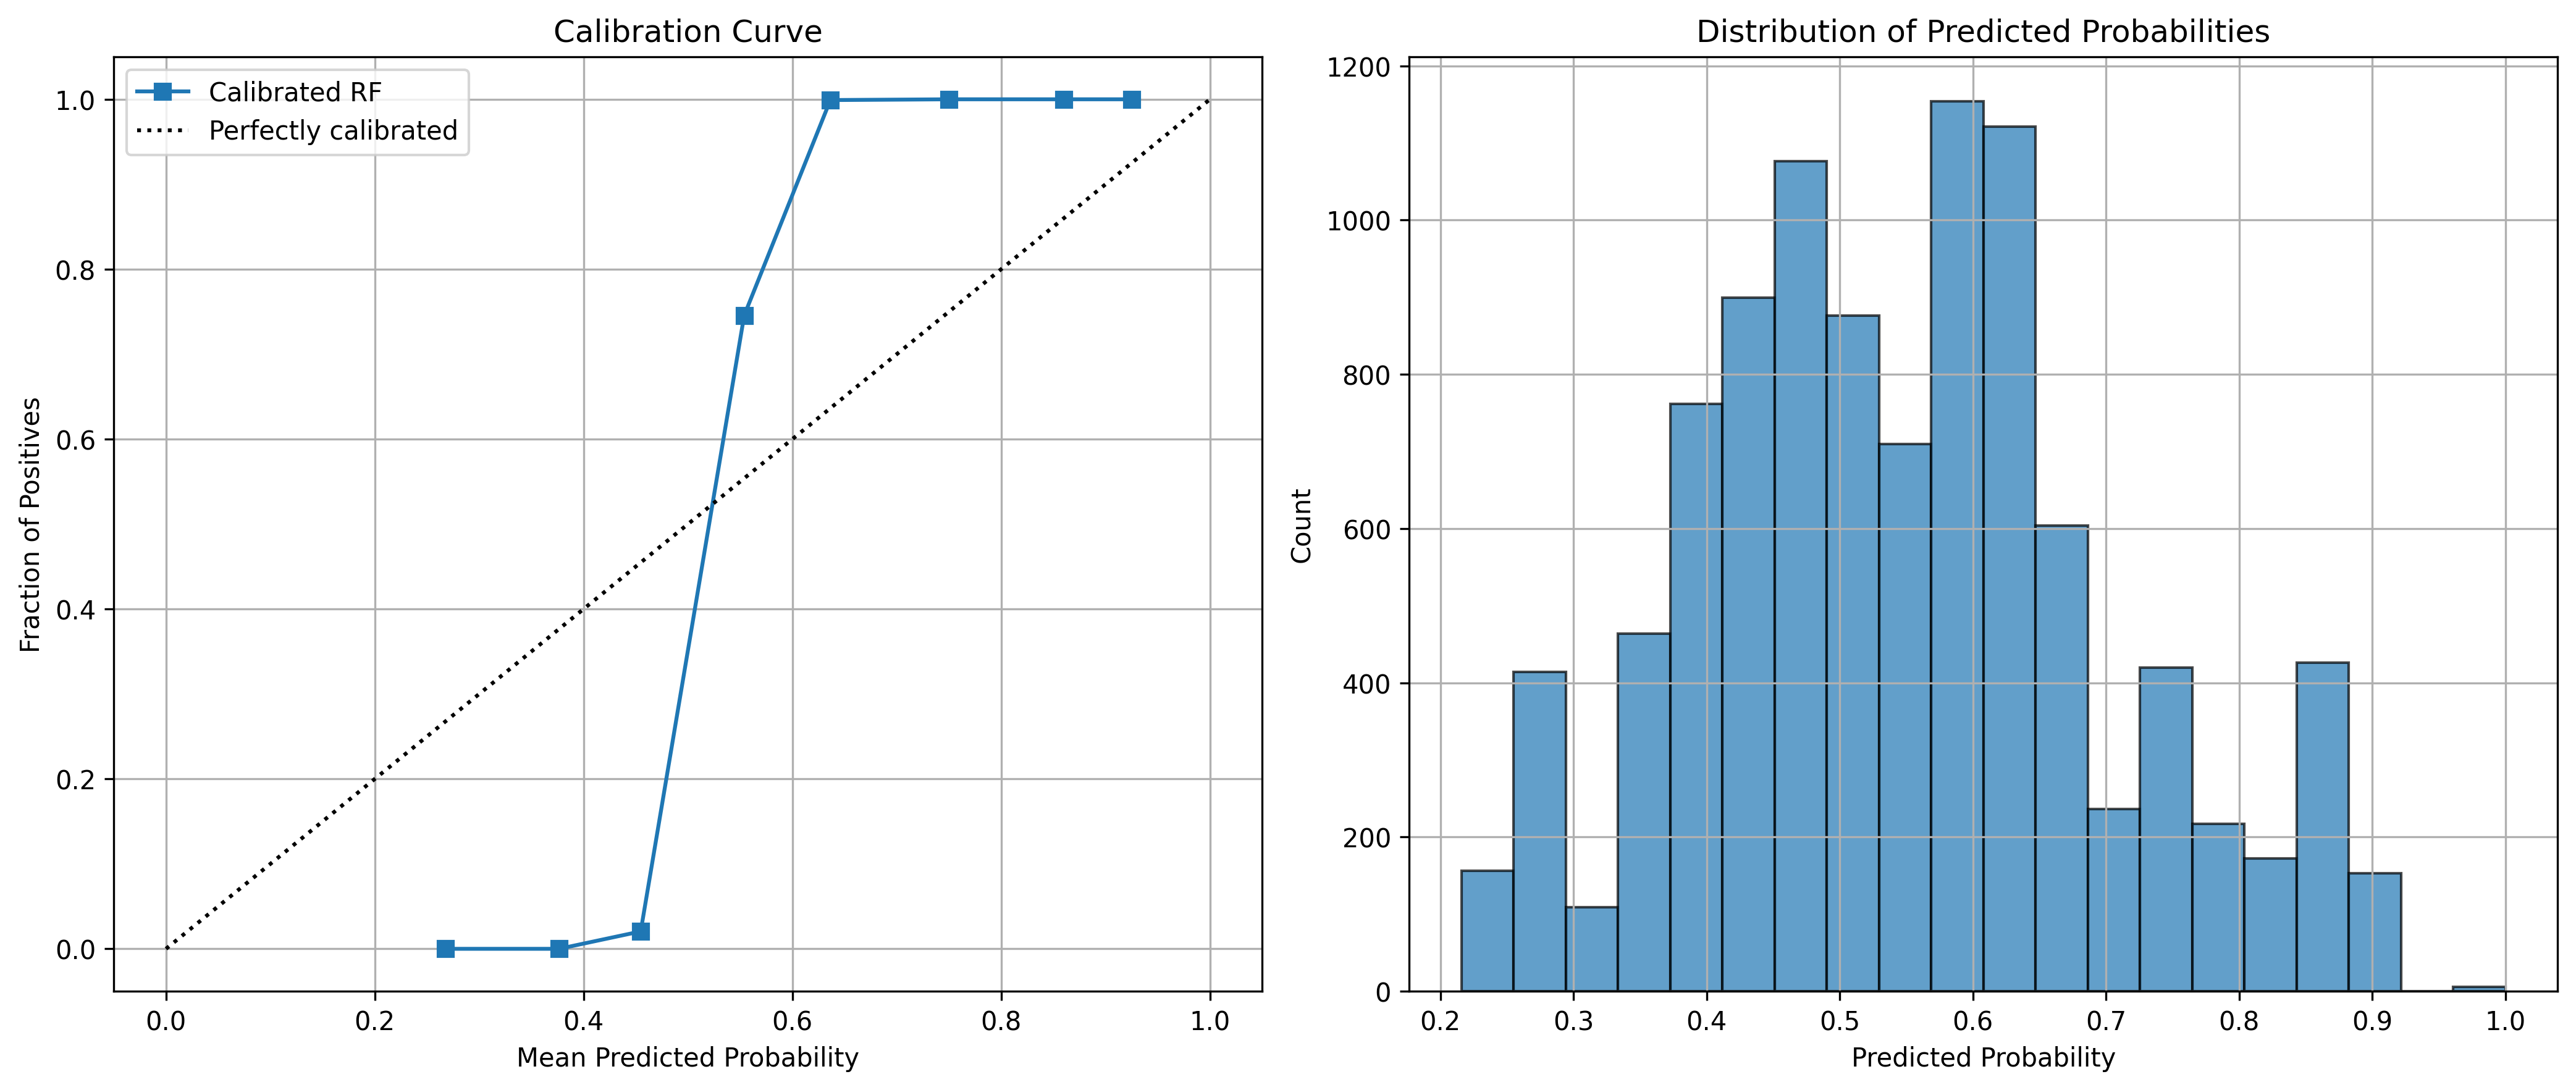 Calibration Curve
Calibrated RF
Perfectly calibrated
Fraction of Positives
1.0
0.8
0.6
0.4
0.2
0.0
0.0 0.2 0.4 0.6 0.8 1.0
Mean Predicted Probability
Distribution of Predicted Probabilities
Count
1200
1000
800
600
400
200
0
0.2 0.3 0.4 0.5 0.6 0.7 0.8 0.9 1.0
Predicted Probability